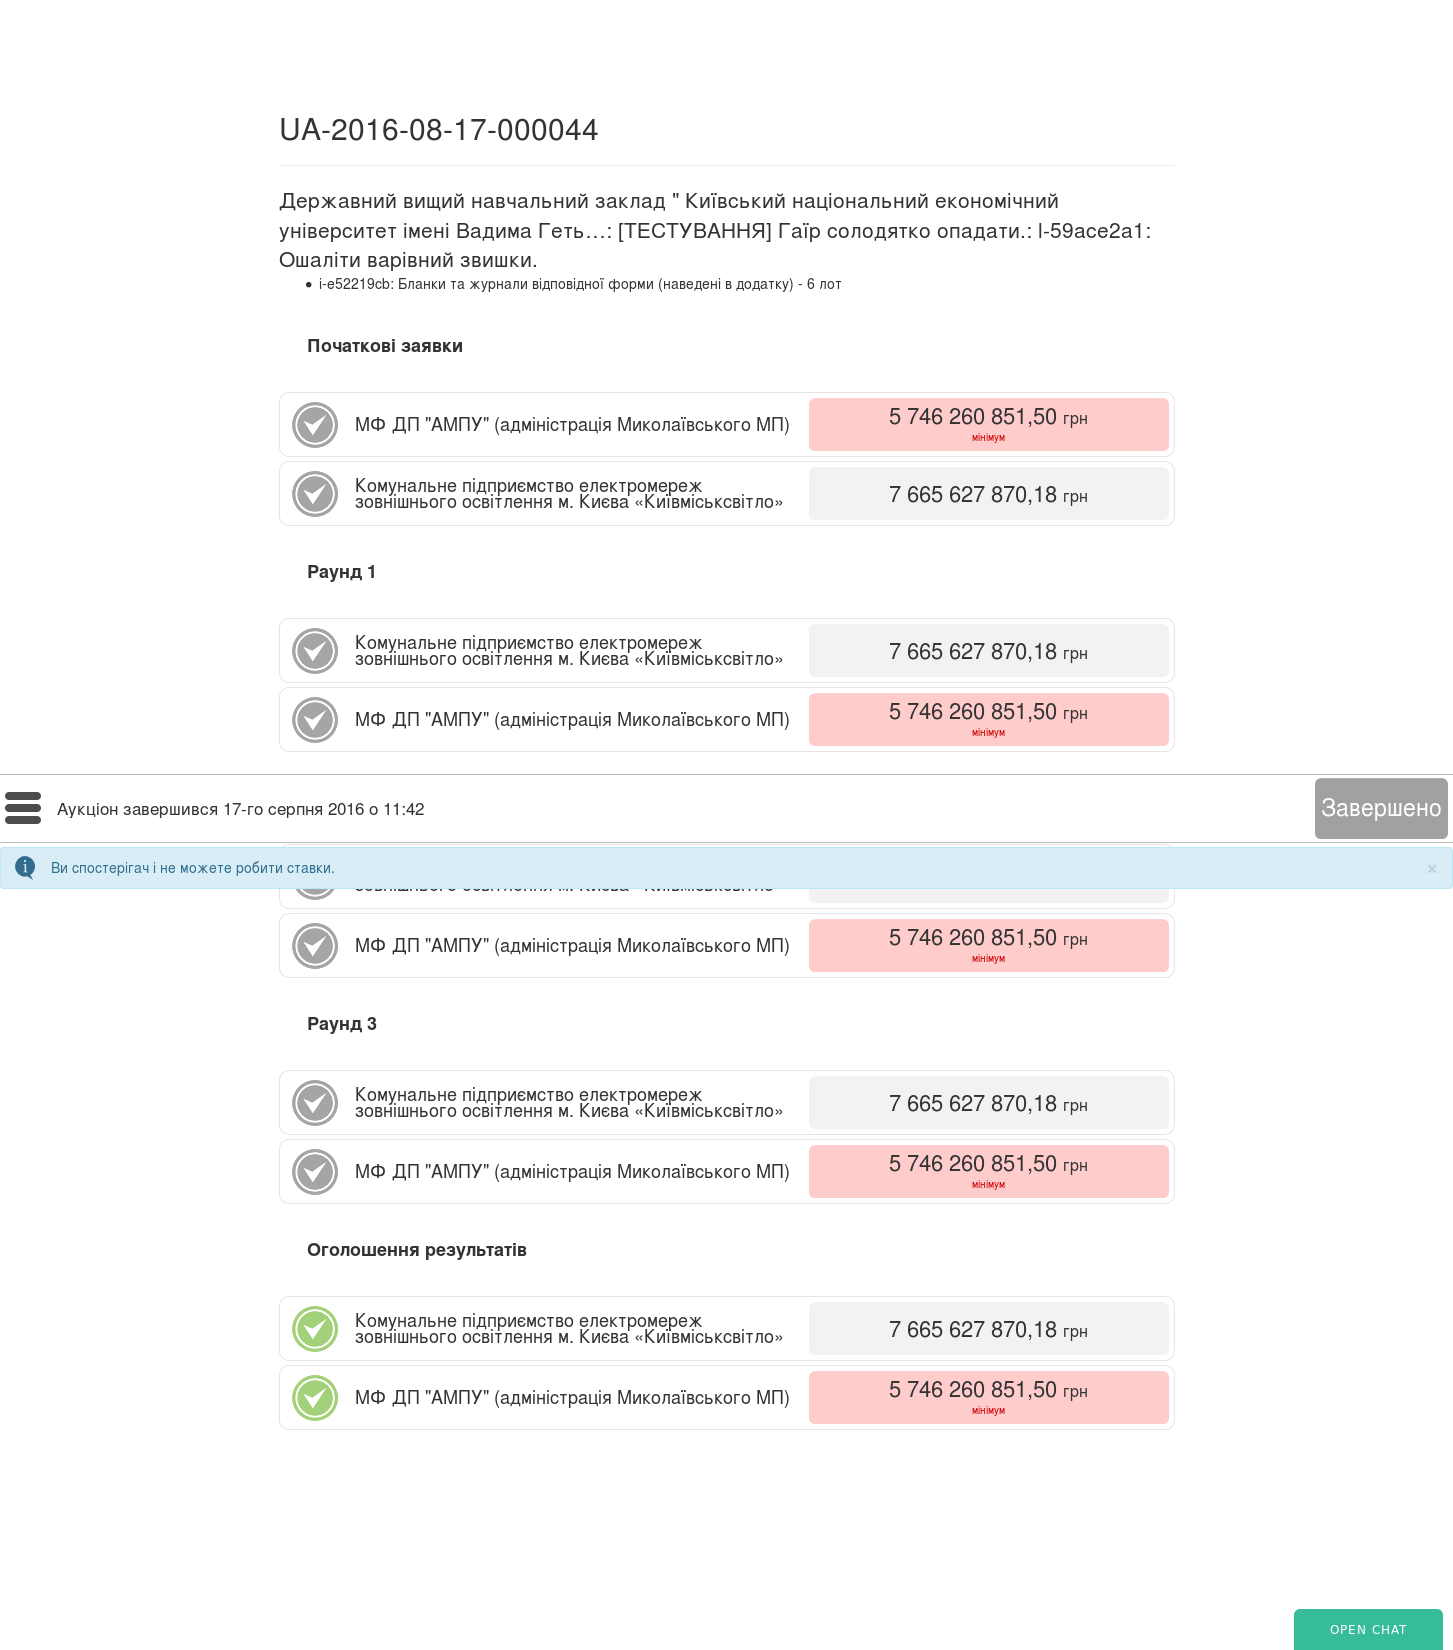 UA-2016-08-17-000044
Державний вищий навчальний заклад " Київський національний економічний
університет імені Вадима Геть…: [ТЕСТУВАННЯ] Гаїр солодятко опадати.: l-59ace2a1:
Ошаліти варівний звишки.
i-e52219cb: Бланки та журнали відповідної форми (наведені в додатку) - 6 лот
Початкові заявки
МФ ДП "АМПУ" (адміністрація Миколаївського МП)
5 746 260 851,50 грн
мінімум
Комунальне підприємство електромереж
зовнішнього освітлення м. Києва «Київміськсвітло»
7 665 627 870,18 грн
Раунд 1
Комунальне підприємство електромереж
зовнішнього освітлення м. Києва «Київміськсвітло»
7 665 627 870,18 грн
МФ ДП "АМПУ" (адміністрація Миколаївського МП)
5 746 260 851,50 грн
мінімум
Аукціон завершився 17-го серпня 2016 о 11:42
Завершено
Ви спостерігач і не можете робити ставки.
×
МФ ДП "АМПУ" (адміністрація Миколаївського МП)
5 746 260 851,50 грн
мінімум
Раунд 3
Комунальне підприємство електромереж
зовнішнього освітлення м. Києва «Київміськсвітло»
7 665 627 870,18 грн
МФ ДП "АМПУ" (адміністрація Миколаївського МП)
5 746 260 851,50 грн
мінімум
Оголошення результатів
Комунальне підприємство електромереж
зовнішнього освітлення м. Києва «Київміськсвітло»
7 665 627 870,18 грн
МФ ДП "АМПУ" (адміністрація Миколаївського МП)
5 746 260 851,50 грн
мінімум
OPEN CHAT